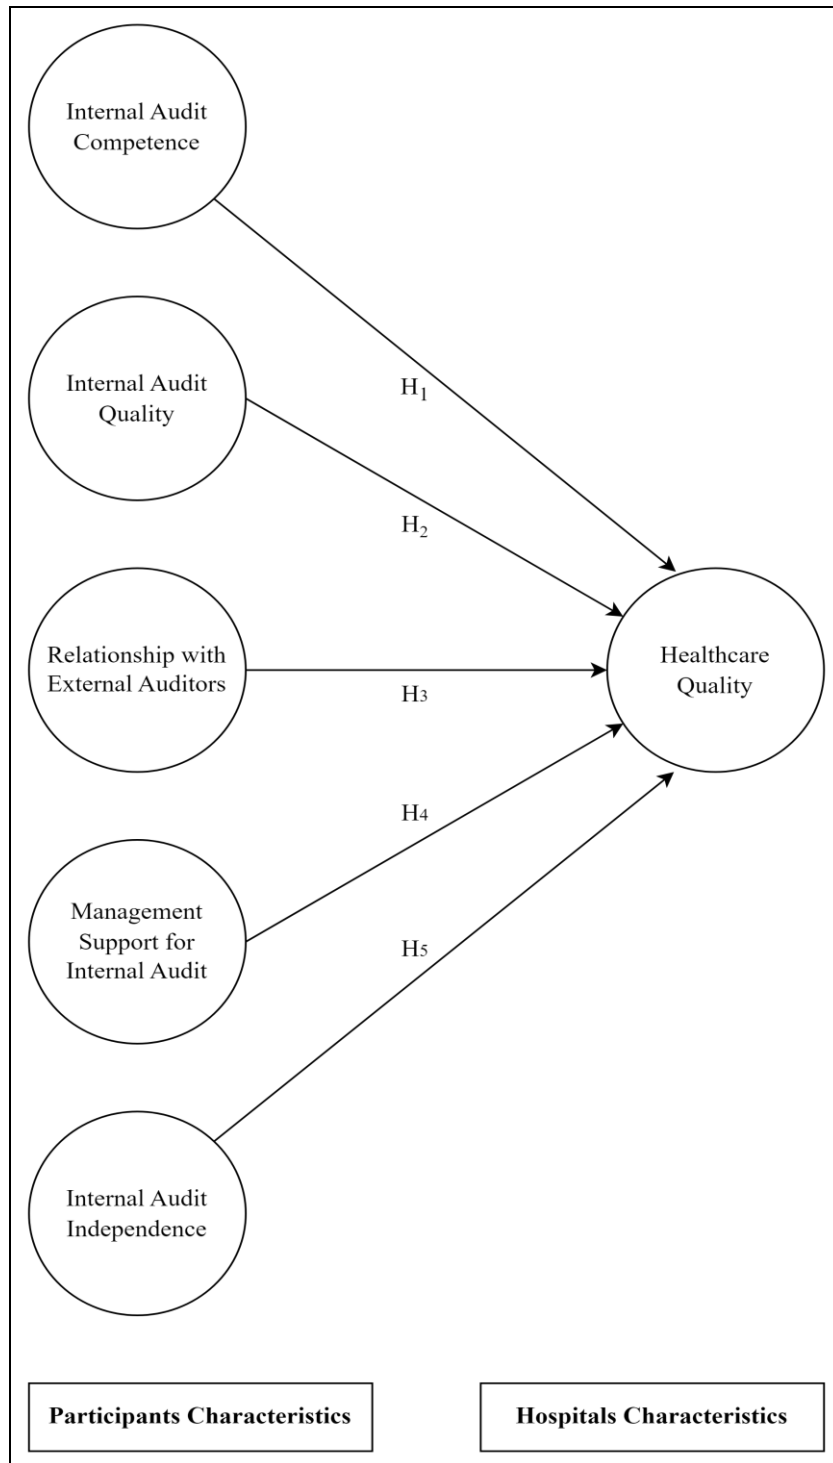 Internal Audit
Competence
H1
Internal Audit
Quality
H2
Relationship with
External Auditors
H3
Healthcare
Quality
H4
Management
Support for
Internal Audit
H5
Internal Audit
Independence
Participants Characteristics
Hospitals Characteristics